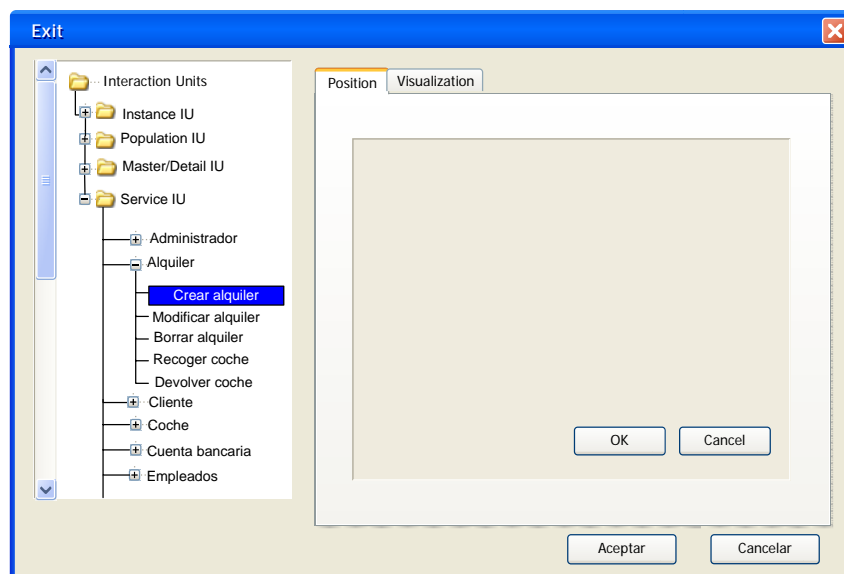 Exit
Interaction Units
Instance IU
Population IU
Master/Detail IU
Service IU
Administrador
Alquiler
Crear alquiler
Modificar alquiler
Borrar alquiler
Recoger coche
Devolver coche
Cliente
Coche
Cuenta bancaria
Empleados
Position Visualization
OK Cancel
Aceptar Cancelar